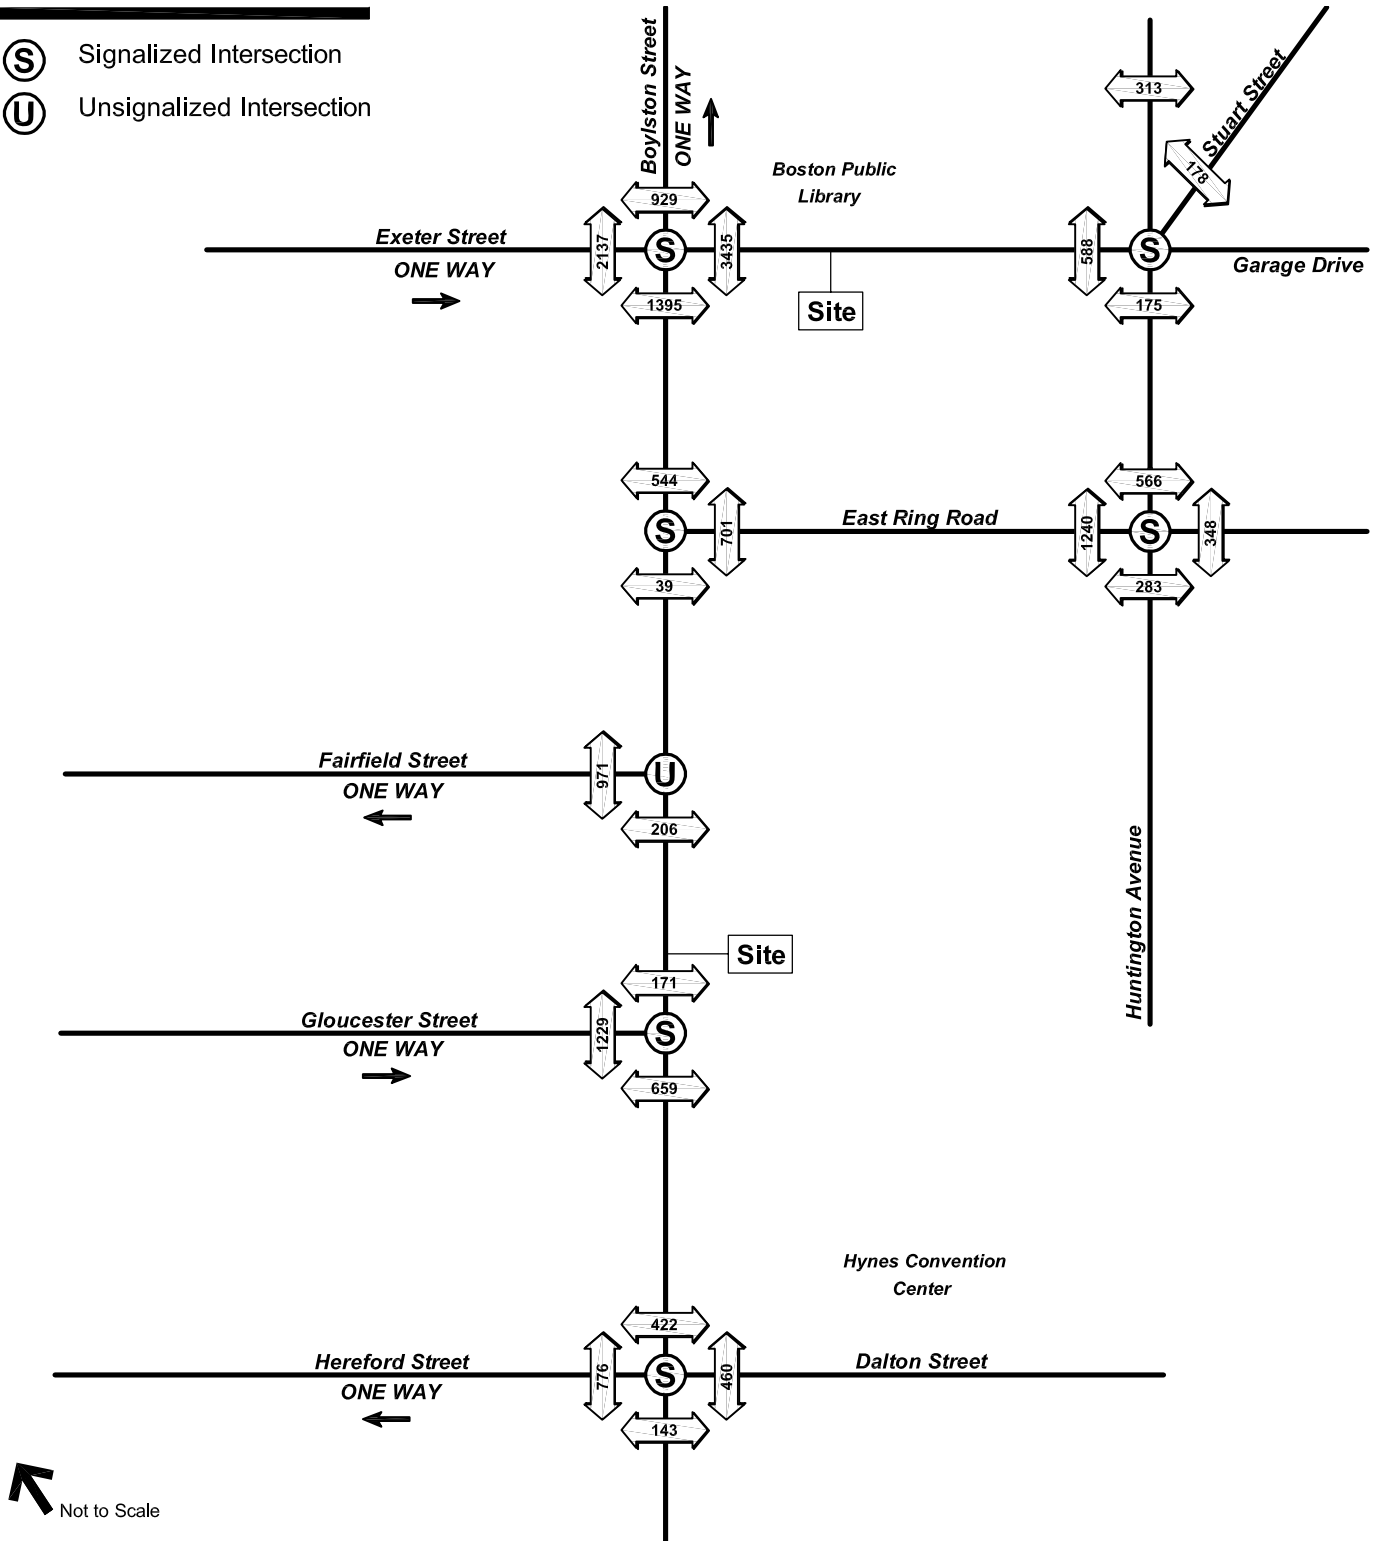 S Signalized Intersection
U Unsignalized Intersection
Boylston Street
ONE WAY
313
Stuart Street
178
Boston Public
Library
929
Exeter Street
ONE WAY
2137
S
3435
1395
Site
588
S
175
Garage Drive
544
S
701
39
East Ring Road
566
1240
S
348
283
Fairfield Street
ONE WAY
971
U
206
Huntington Avenue
Site
171
Gloucester Street
ONE WAY
1229
S
659
Hynes Convention
Center
422
Hereford Street
ONE WAY
776
S
460
143
Dalton Street
Not to Scale